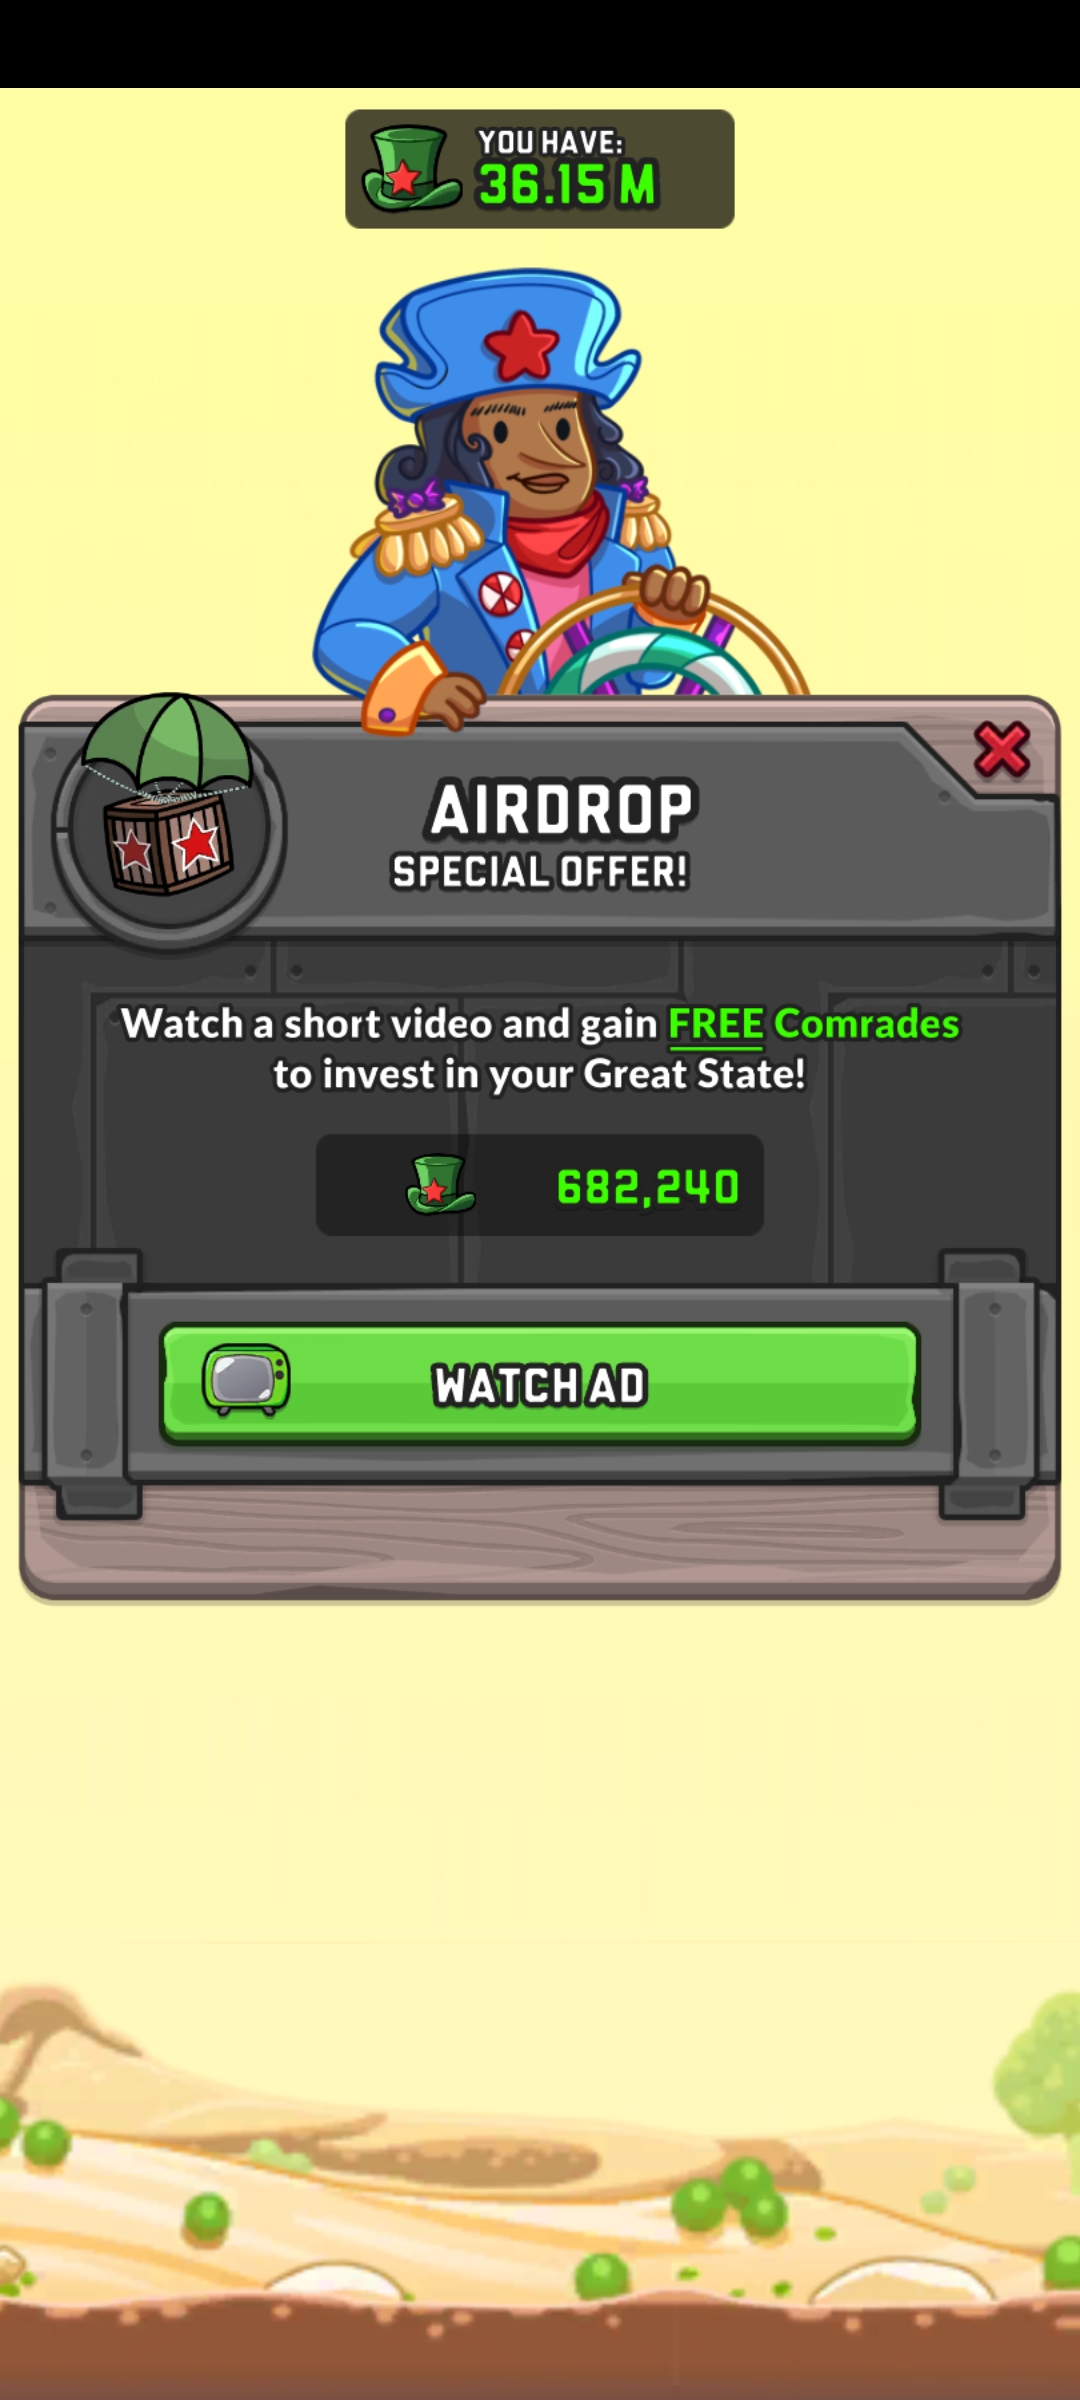 YOU HAVE:
36.15 M
AIRDROP
SPECIAL OFFER!
Watch a short video and gain FREE Comrades
to invest in your Great State!
682,240
WATCH AD